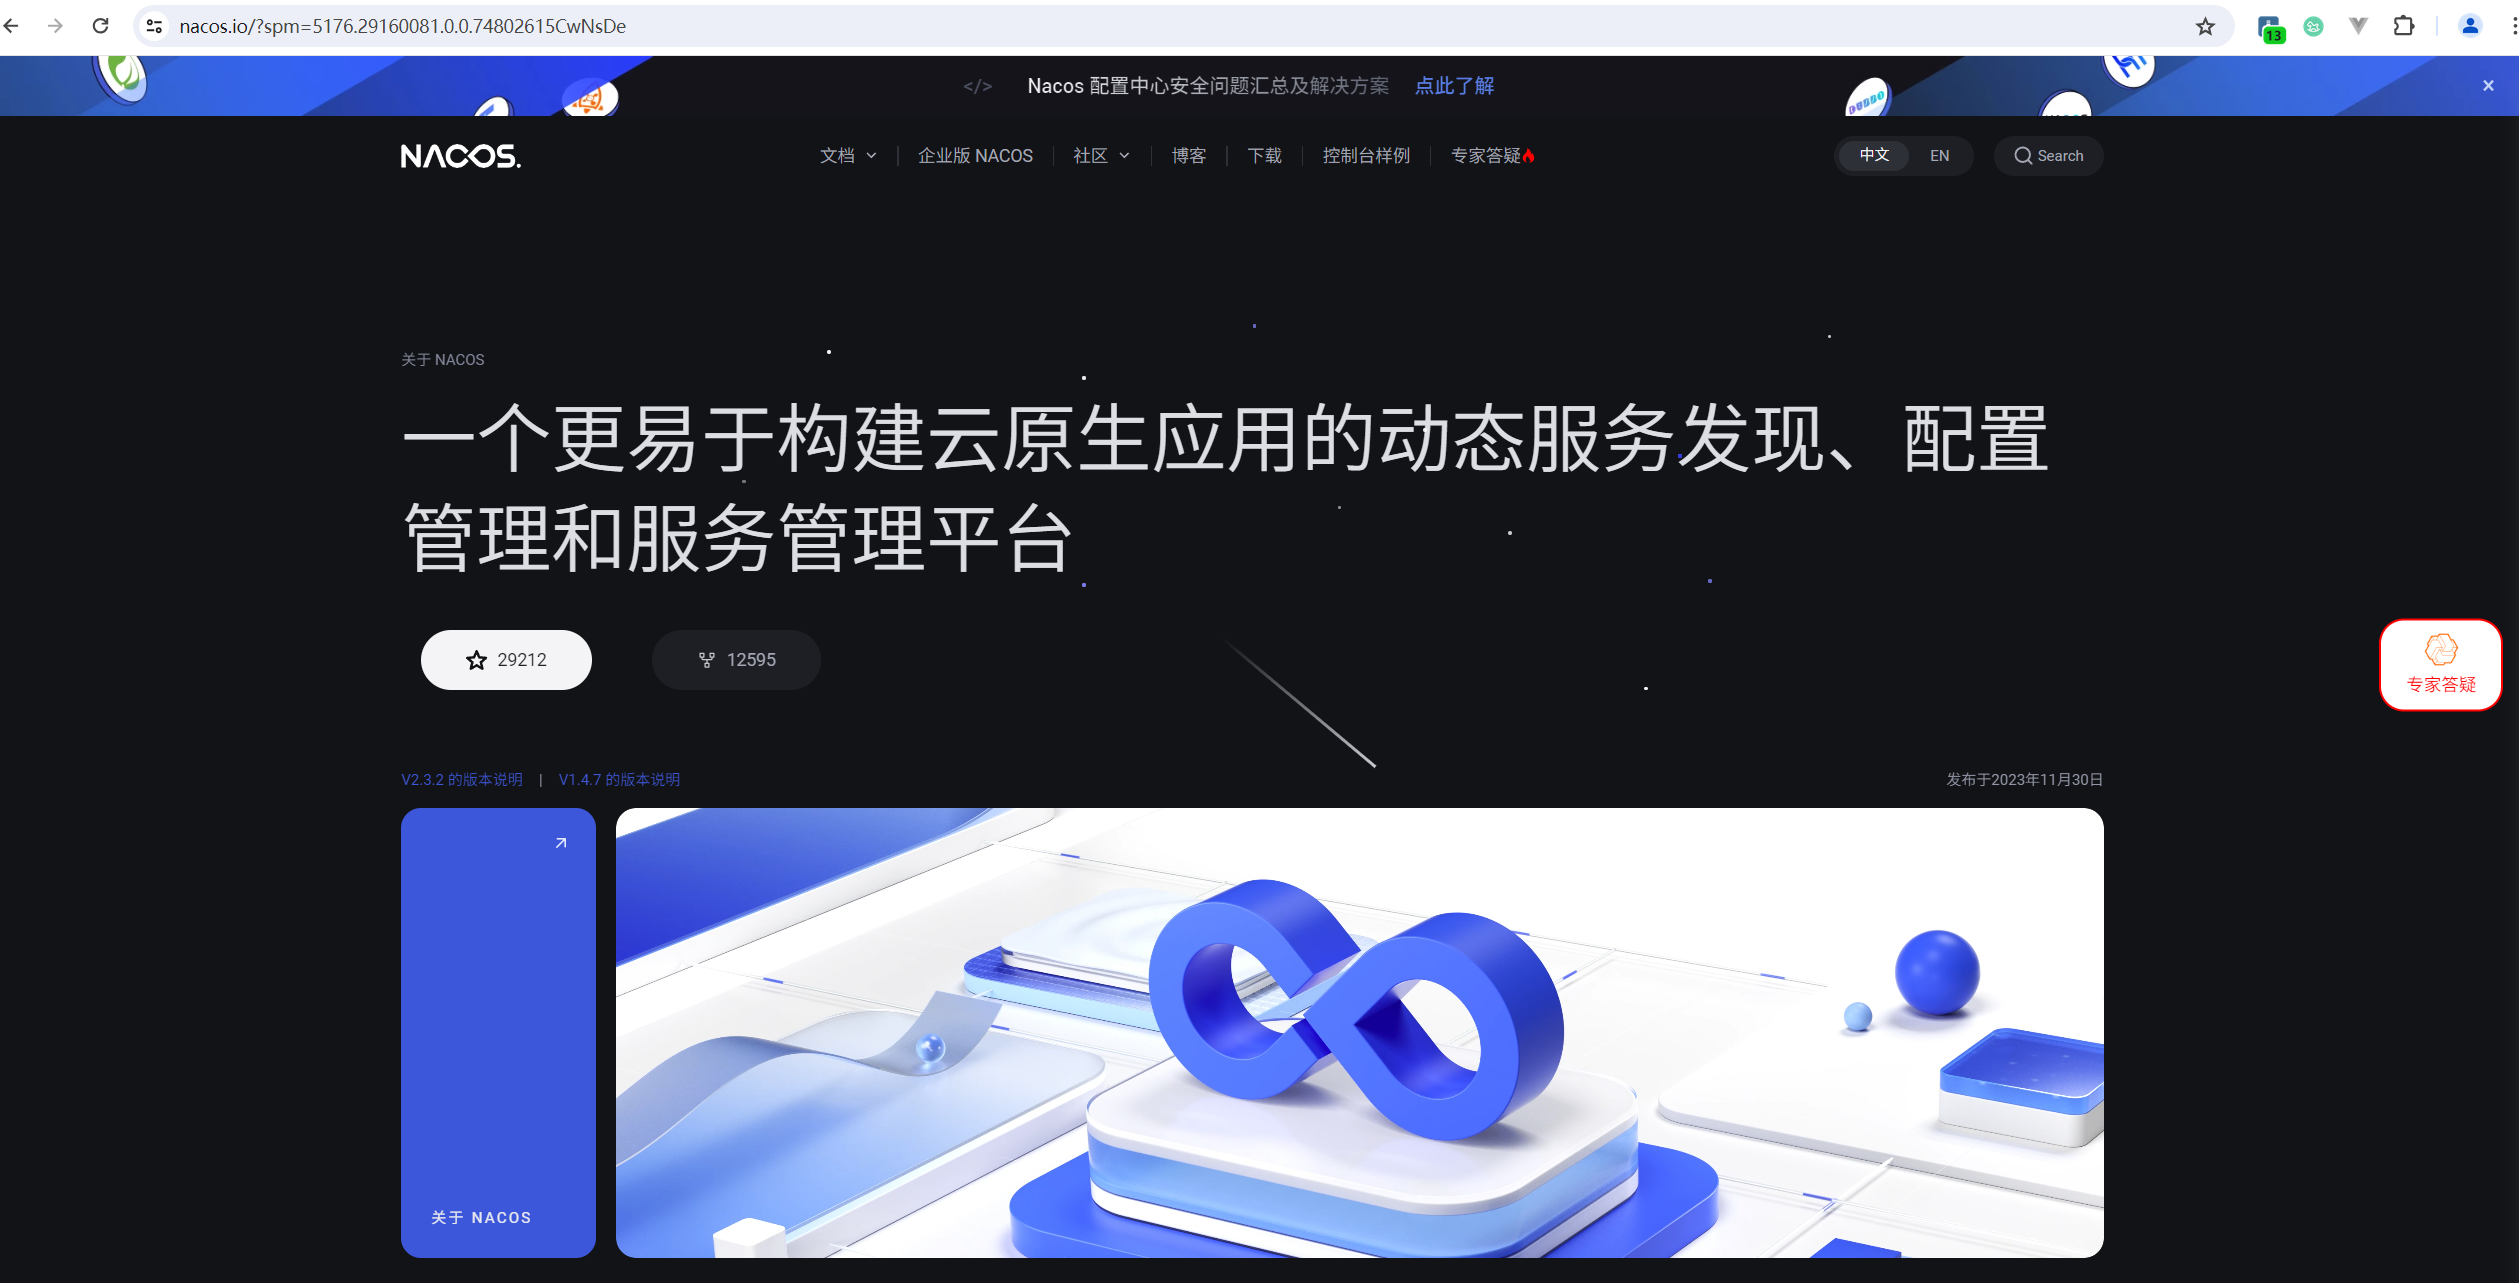 nacos.io/?spm=5176.29160081.0.0.74802615CwNsDe
13
</> Nacos 配置中心安全问题汇总及解决方案 点此了解
NACOS. 文档 企业版 NACOS 社区 博客 下载 控制台样例 专家答疑 中文 EN Search
关于 NACOS
一个更易于构建云原生应用的动态服务发现、配置
管理和服务管理平台
29212 12595
专家答疑
V2.3.2 的版本说明 | V1.4.7 的版本说明 发布于2023年11月30日
关于 NACOS